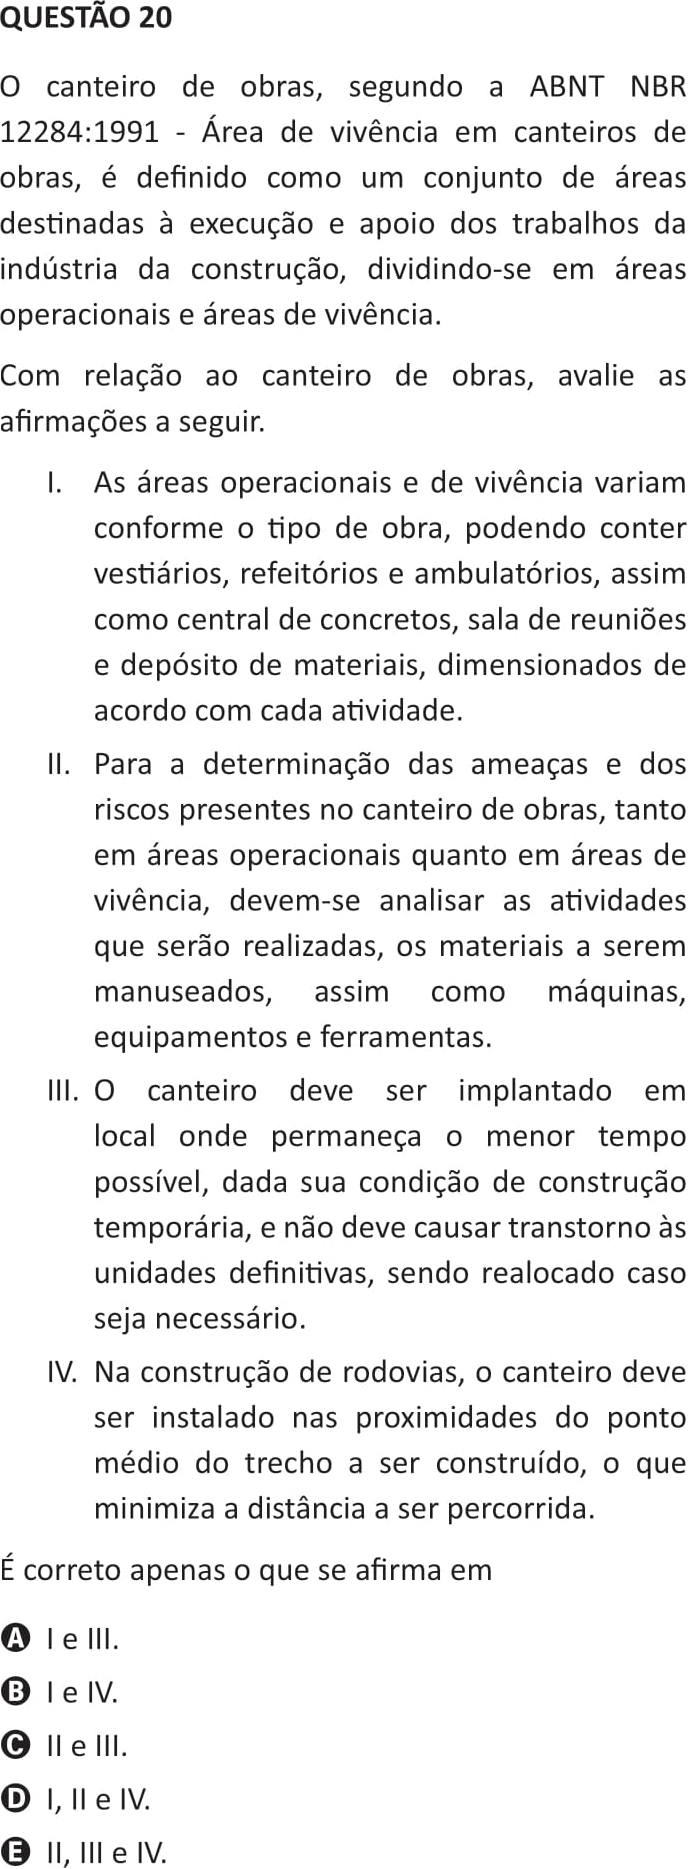 QUESTÃO 20
O canteiro de obras, segundo a ABNT NBR
12284:1991 - Área de vivência em canteiros de
obras, é definido como um conjunto de áreas
destinadas à execução e apoio dos trabalhos da
indústria da construção, dividindo-se em áreas
operacionais e áreas de vivência.
Com relação ao canteiro de obras, avalie as
afirmações a seguir.
I. As áreas operacionais e de vivência variam
conforme o tipo de obra, podendo conter
vestiários, refeitórios e ambulatórios, assim
como central de concretos, sala de reuniões
e depósito de materiais, dimensionados de
acordo com cada atividade.
II. Para a determinação das ameaças e dos
riscos presentes no canteiro de obras, tanto
em áreas operacionais quanto em áreas de
vivência, devem-se analisar as atividades
que serão realizadas, os materiais a serem
manuseados, assim como máquinas,
equipamentos e ferramentas.
III. O canteiro deve ser implantado em
local onde permaneça o menor tempo
possível, dada sua condição de construção
temporária, e não deve causar transtorno às
unidades definitivas, sendo realocado caso
seja necessário.
IV. Na construção de rodovias, o canteiro deve
ser instalado nas proximidades do ponto
médio do trecho a ser construído, o que
minimiza a distância a ser percorrida.
É correto apenas o que se afirma em
A I e III.
B I e IV.
C II e III.
D I, II e IV.
E II, III e IV.